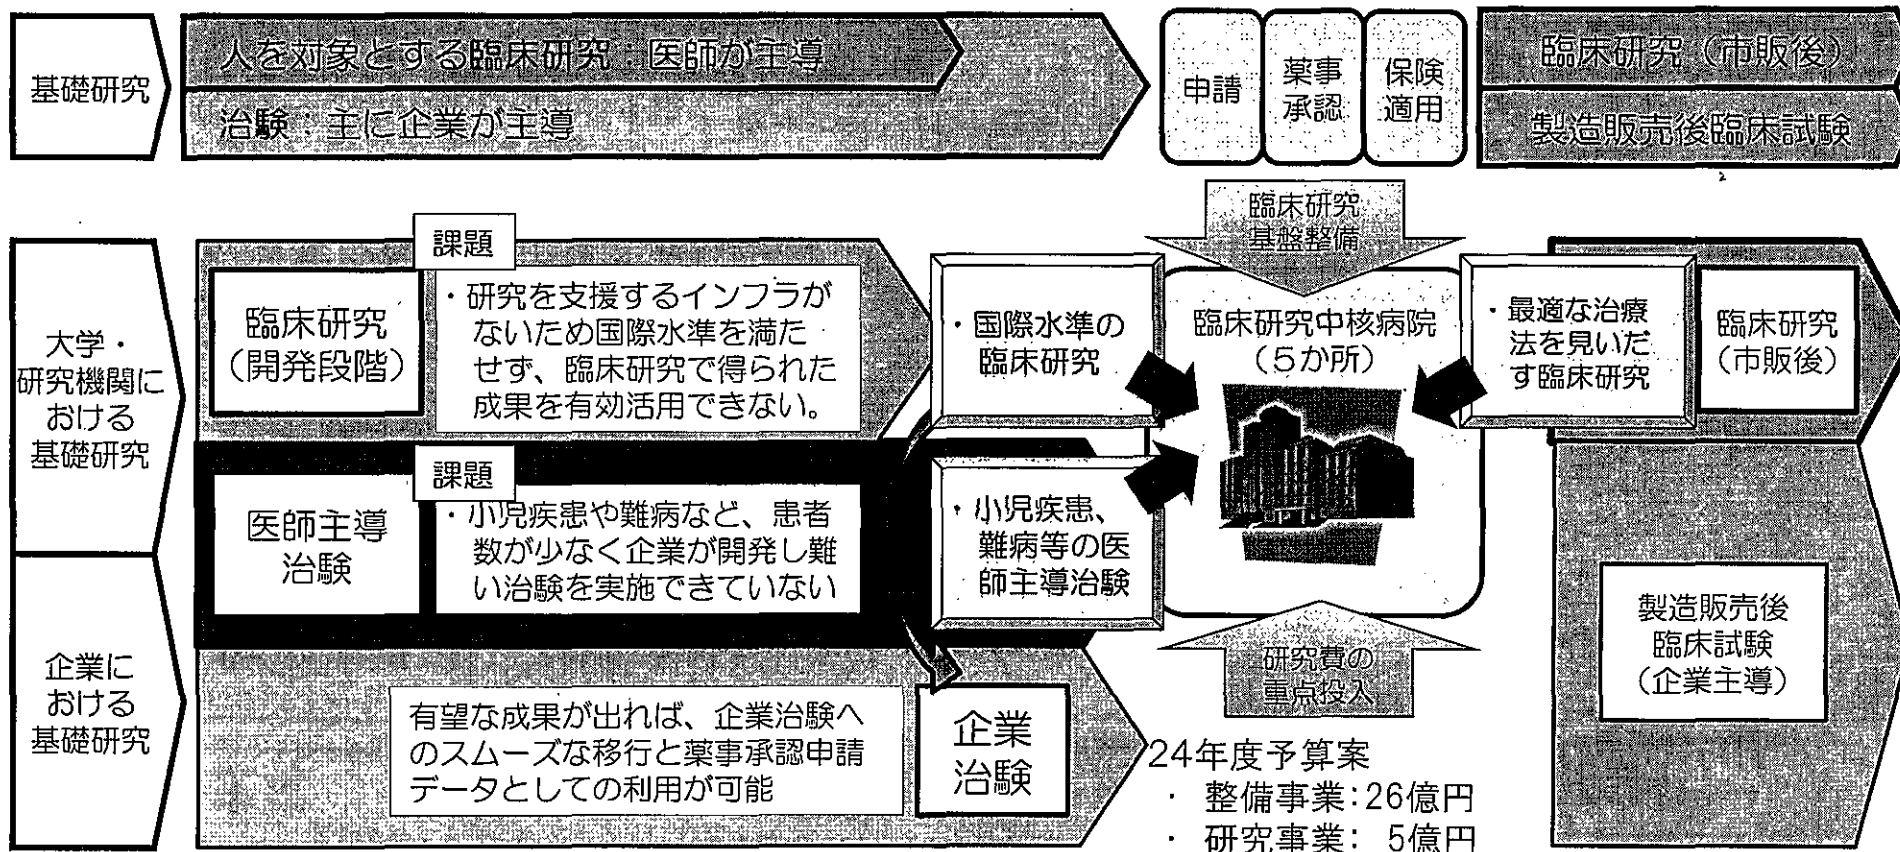 基礎研究
人を対象とする臨床研究：医師が主導
治験：主に企業が主導
申請
薬事
承認
保険
適用
臨床研究（市販後）
製造販売後臨床試験
大学・
研究機関に
おける
基礎研究
企業に
おける
基礎研究
課題
臨床研究
（開発段階）
・研究を支援するインフラが
ないため国際水準を満た
せず、臨床研究で得られた
成果を有効活用できない。
課題
医師主導
治験
・小児疾患や難病など、患者
数が少なく企業が開発し難
い治験を実施できていない
有望な成果が出れば、企業治験へ
のスムーズな移行と薬事承認申請
データとしての利用が可能
企業
治験
・国際水準の
臨床研究
・小児疾患、
難病等の医
師主導治験
臨床研究
基盤整備
臨床研究中核病院
（５か所）
研究費の
重点投入
24年度予算案
・ 整備事業：26億円
・ 研究事業： 5億円
・最適な治療
法を見いだ
す臨床研究
臨床研究
（市販後）
製造販売後
臨床試験
（企業主導）